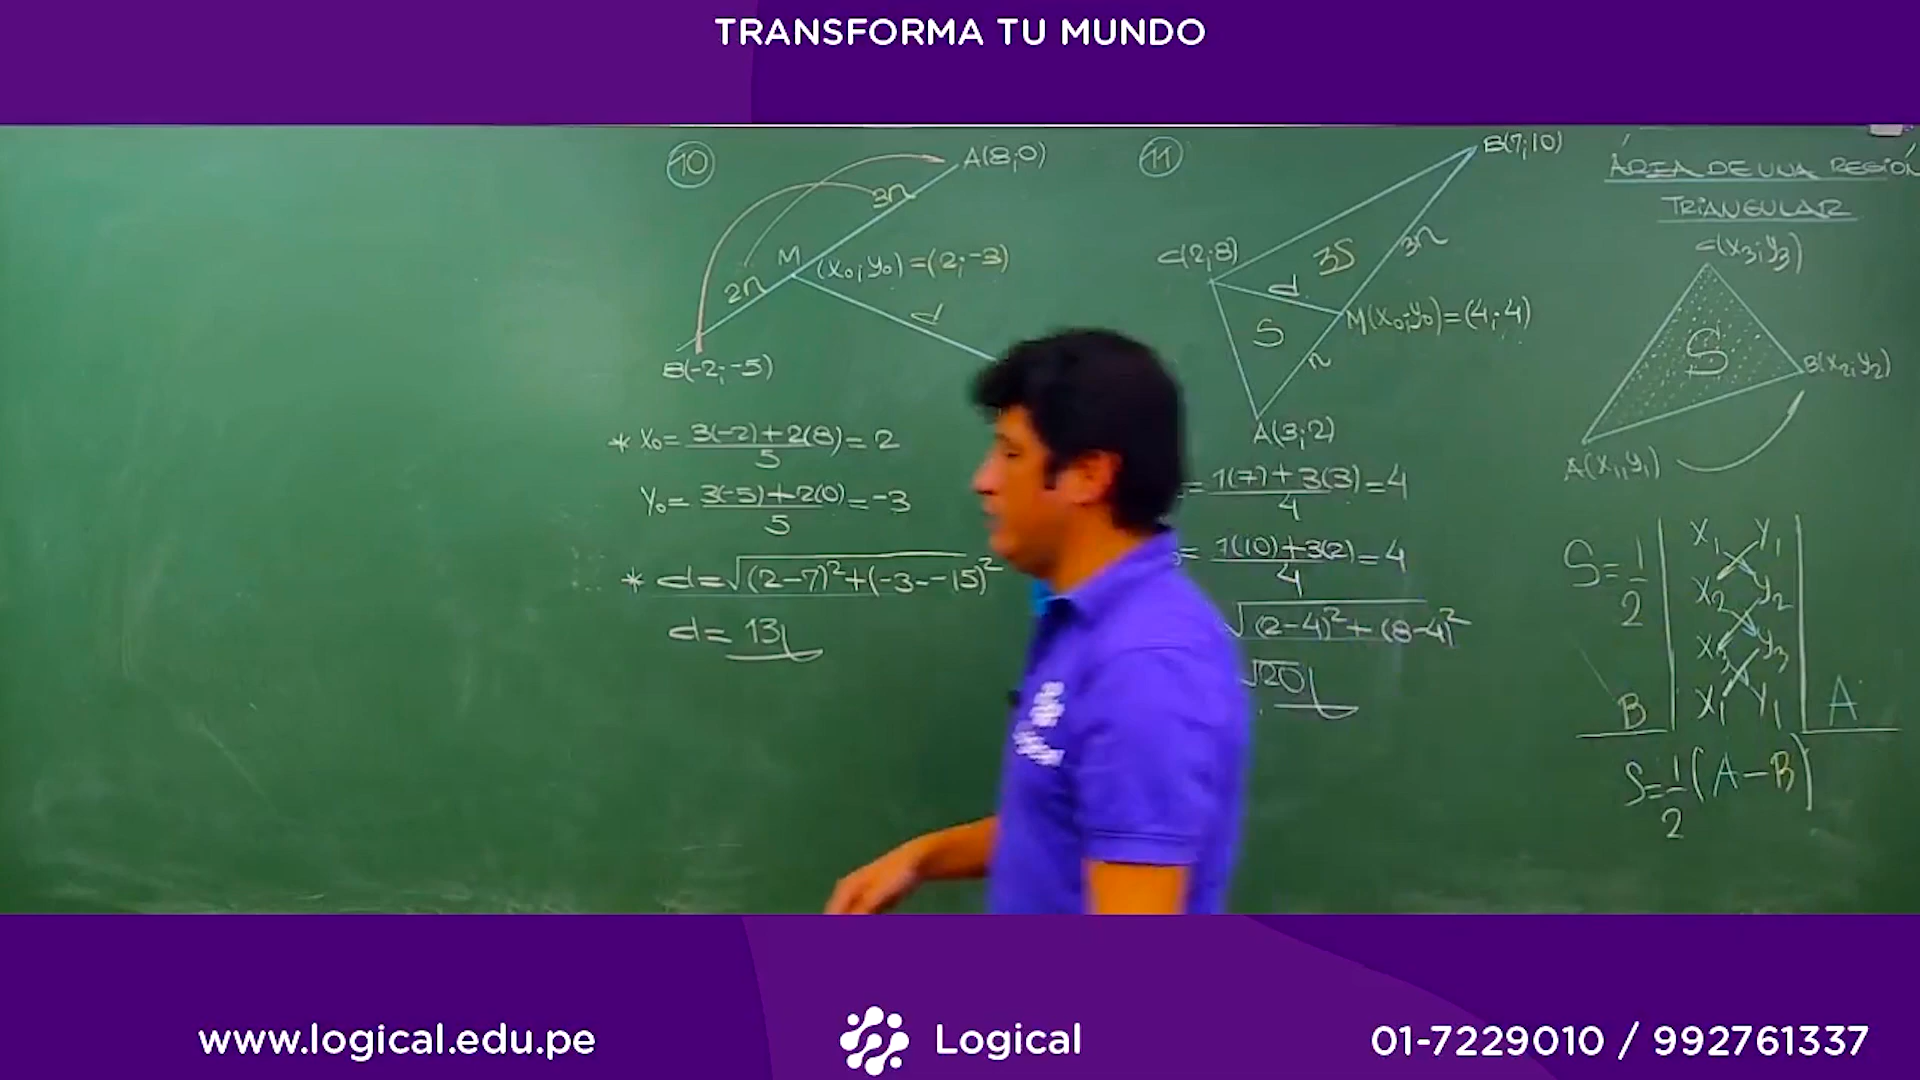 TRANSFORMA TU MUNDO
10
A(8;0)
3n
M (x₀;y₀)=(2;-3)
2n
d
B(-2;-5)
* x₀= 3(-2)+2(8)/5 = 2
y₀= 3(-5)+2(0)/5 = -3
* d=√(2-7)²+(-3--15)²
d= 13
11
B(7;10)
C(2;8)
3S
3n
d
M(x₀;y₀)=(4;4)
S
n
A(3;2)
= 1(7)+3(3)/4 = 4
= 1(10)+3(2)/4 = 4
√(2-4)²+(8-4)²
√20
ÁREA DE UNA REGIÓN
TRIANGULAR
C(x₃;y₃)
S
B(x₂;y₂)
A(x₁,y₁)
S=1/2
x₁ y₁
x₂ y₂
x₃ y₃
B x₁ y₁ A
S=1/2(A-B)
www.logical.edu.pe
Logical
01-7229010 / 992761337